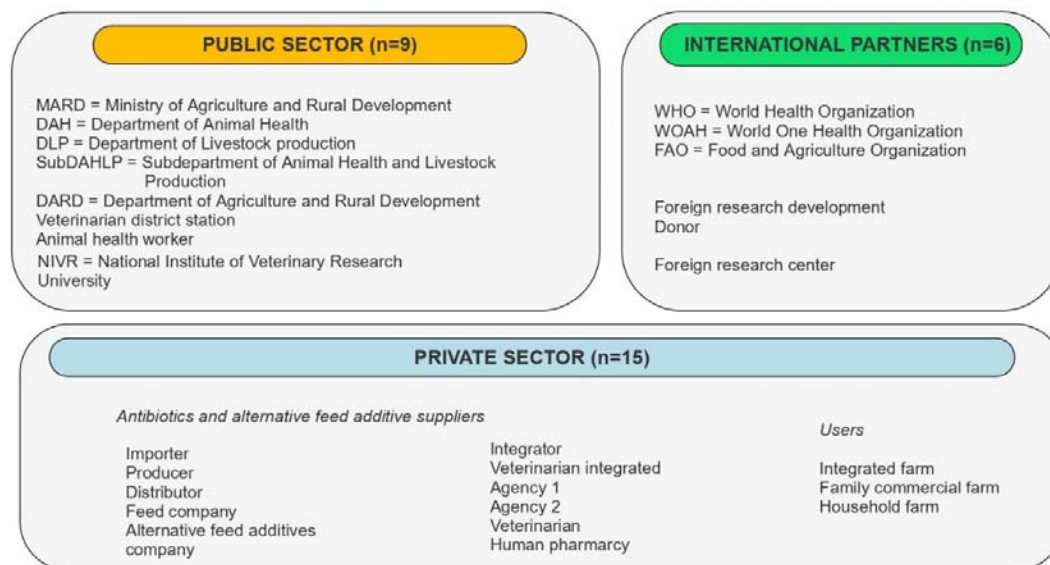 PUBLIC SECTOR (n=9)
MARD = Ministry of Agriculture and Rural Development
DAH = Department of Animal Health
DLP = Department of Livestock production
SubDAHLP = Subdepartment of Animal Health and Livestock
Production
DARD = Department of Agriculture and Rural Development
Veterinarian district station
Animal health worker
NIVR = National Institute of Veterinary Research
University
INTERNATIONAL PARTNERS (n=6)
WHO = World Health Organization
WOAH = World One Health Organization
FAO = Food and Agriculture Organization
Foreign research development
Donor
Foreign research center
PRIVATE SECTOR (n=15)
Antibiotics and alternative feed additive suppliers
Importer
Producer
Distributor
Feed company
Alternative feed additives
company
Integrator
Veterinarian integrated
Agency 1
Agency 2
Veterinarian
Human pharmarcy
Users
Integrated farm
Family commercial farm
Household farm